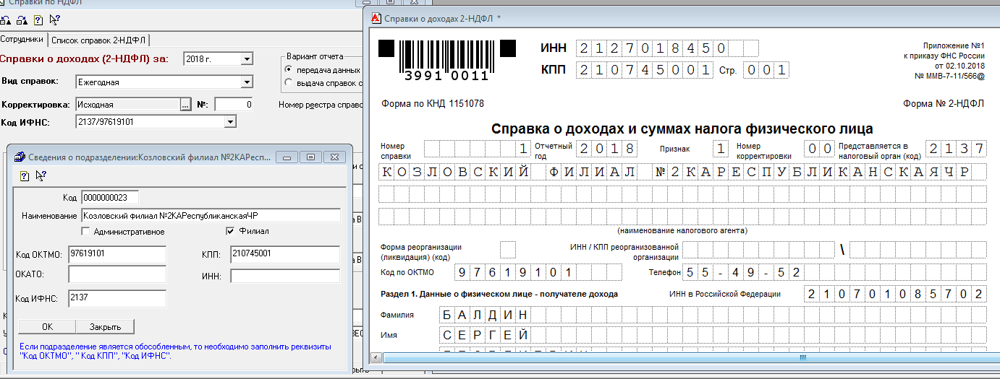 Справки по НДФЛ
Сотрудники
Список справок 2-НДФЛ
Справки о доходах (2-НДФЛ) за:
2018 г.
Вариант отчета
передача данных
выдача справок с
Вид справок:
Ежегодная
Корректировка:
Исходная
...
№:
0
Номер реестра справо
Код ИФНС:
2137/97619101
Сведения о подразделении:Козловский филиал №2КАРесп...
Код
0000000023
Наименование
Козловский филиал №2КАРеспубликанскаяЧР
Административное
Филиал
Код ОКТМО:
97619101
КПП:
210745001
ОКАТО:
ИНН:
Код ИФНС:
2137
ОК
Закрыть
Если подразделение является обособленным, то необходимо заполнить реквизиты
"Код ОКТМО", " Код КПП", "Код ИФНС".
Справки о доходах 2-НДФЛ *
3991 0011
ИНН 2127018450
КПП 210745001 Стр. 001
Приложение №1
к приказу ФНС России
от 02.10.2018
№ ММВ-7-11/566@
Форма по КНД 1151078
Форма № 2-НДФЛ
Справка о доходах и суммах налога физического лица
Номер справки 1 Отчетный год 2018 Признак 1 Номер корректировки 00 Представляется в налоговый орган (код) 2137
КОЗЛОВСКИЙ ФИЛИАЛ №2КАРЕСПУБЛИКАНСКАЯЧР
(наименование налогового агента)
Форма реорганизации
(ликвидация) (код)
ИНН / КПП реорганизованной
организации
\
Код по ОКТМО 97619101 Телефон 55-49-52
Раздел 1. Данные о физическом лице - получателе дохода
ИНН в Российской Федерации 210701085702
Фамилия БАЛДИН
Имя СЕРГЕЙ